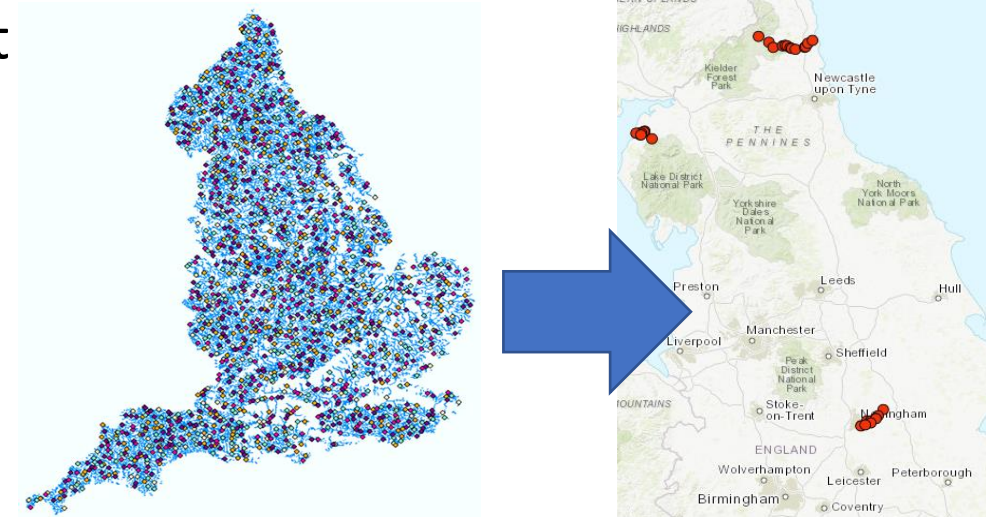 t
HIGHLANDS
Kielder
Forest
Park
Newcastle
upon Tyne
THE
PENNINES
Lake District
National Park
North
York Moors
National Park
Yorkshire
Dales
National
Park
Preston
Leeds
Hull
Manchester
Liverpool
Sheffield
Peak
District
National
Park
Stoke-
on-Trent
MOUNTAINS
ENGLAND
Wolverhampton
Leicester
Peterborough
Birmingham
Coventry